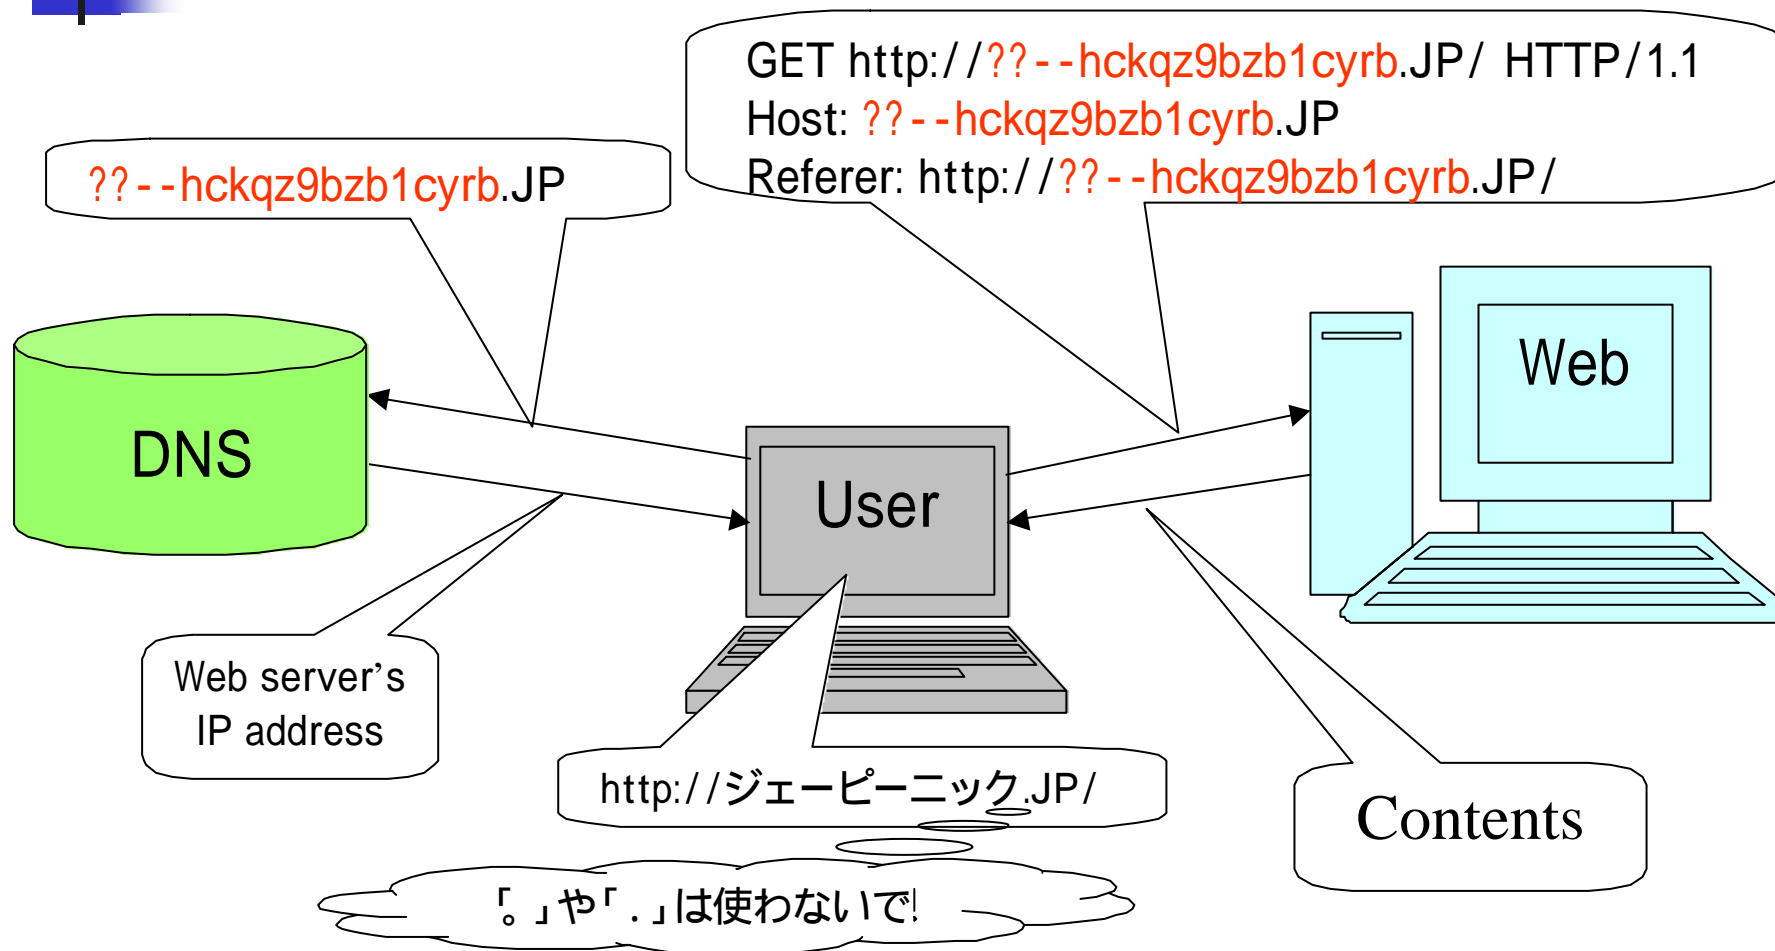 GET http://??--hckqz9bzb1cyrb.JP/ HTTP/1.1
Host: ??--hckqz9bzb1cyrb.JP
Referer: http://??--hckqz9bzb1cyrb.JP/
??--hckqz9bzb1cyrb.JP
DNS
User
Web
Web server's
IP address
http://ジェーピーニック.JP/
Contents
「。」や「．」は使わないで!